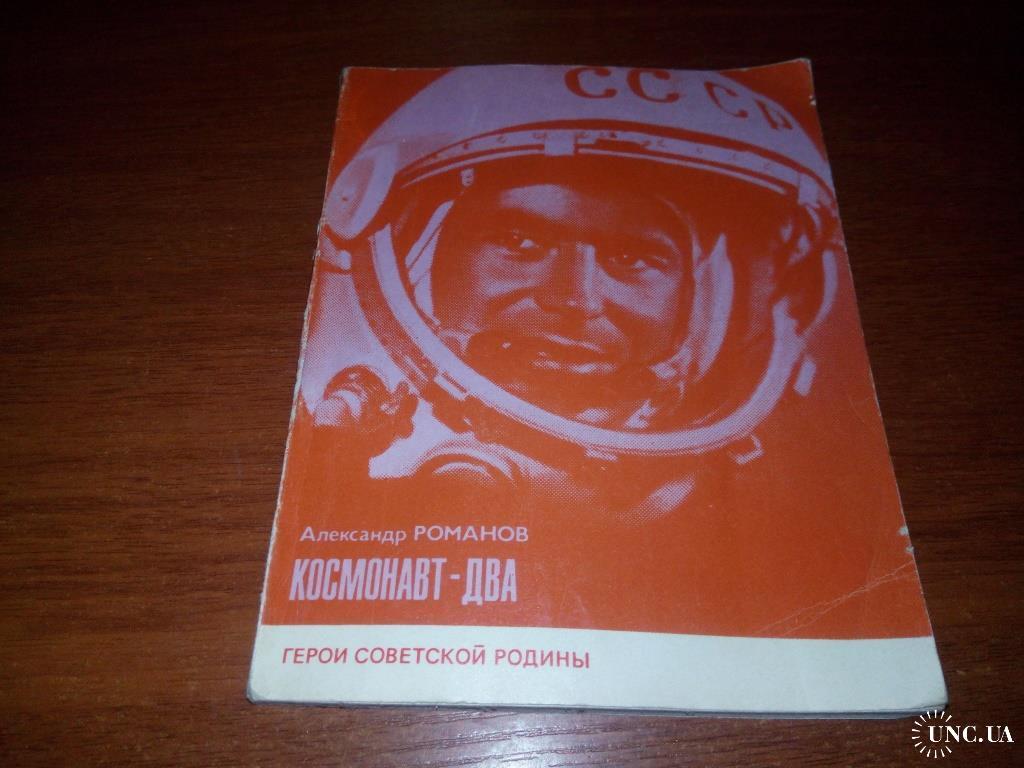 СССР
Александр РОМАНОВ
КОСМОНАВТ-ДВА
ГЕРОИ СОВЕТСКОЙ РОДИНЫ
UNC.UA